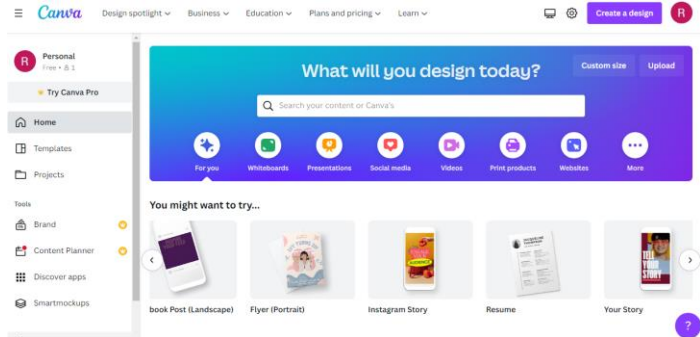 Canva
Design spotlight
Business
Education
Plans and pricing
Learn
Create a design
R
R
Personal
Free • 1
Try Canva Pro
Home
Templates
Projects
Tools
Brand
Content Planner
Discover apps
Smartmockups
What will you design today?
Custom size
Upload
Search your content or Canva's
For you
Whiteboards
Presentations
Social media
Videos
Print products
Websites
More
You might want to try...
TELL
YOUR
STORY
book Post (Landscape)
Flyer (Portrait)
Instagram Story
Resume
Your Story
?